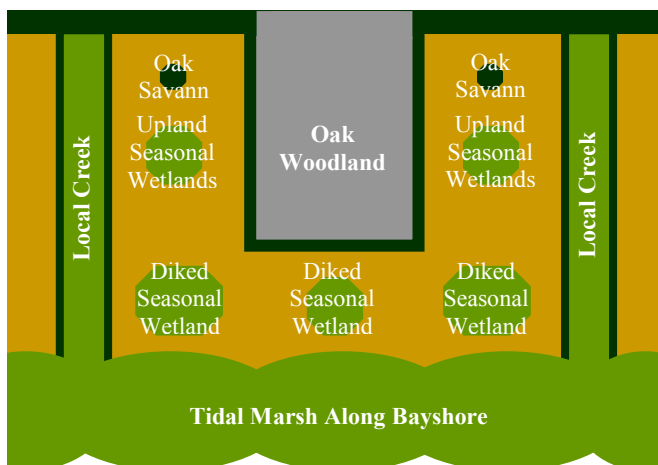 Oak
Savann
Oak
Savann
Upland
Seasonal
Wetlands
Oak
Woodland
Upland
Seasonal
Wetlands
Local Creek
Local Creek
Diked
Seasonal
Wetland
Diked
Seasonal
Wetland
Diked
Seasonal
Wetland
Tidal Marsh Along Bayshore